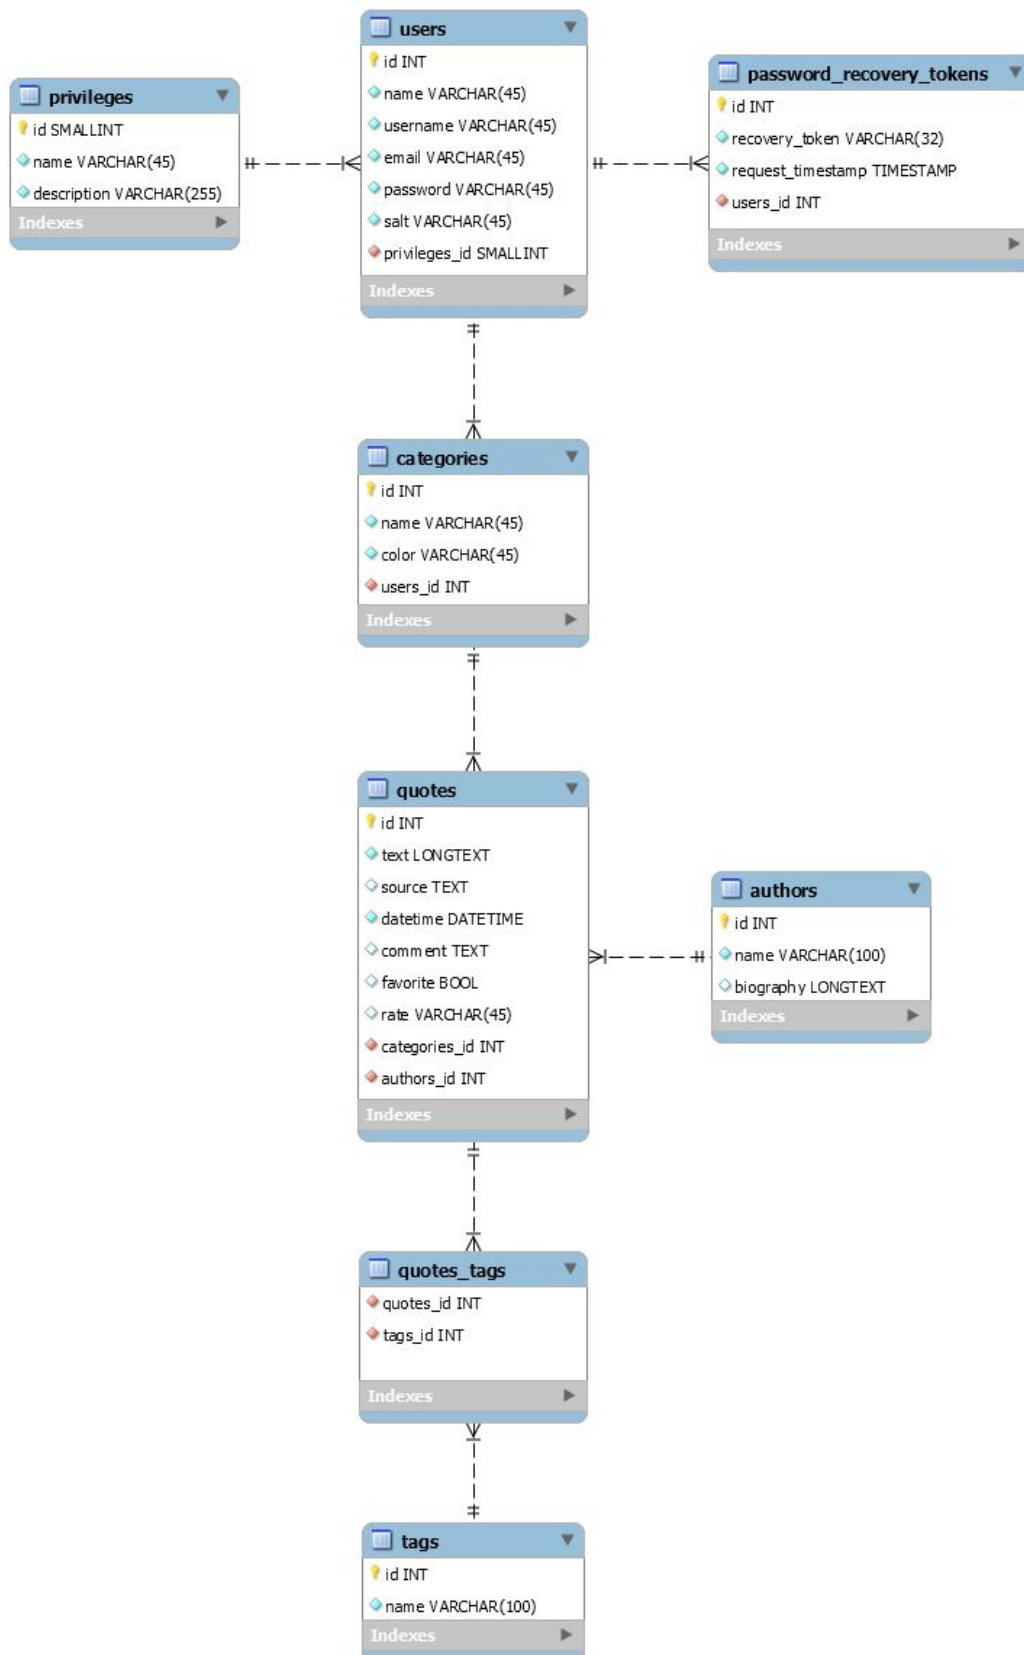 users
id INT
name VARCHAR(45)
username VARCHAR(45)
email VARCHAR(45)
password VARCHAR(45)
salt VARCHAR(45)
privileges_id SMALLINT
Indexes
privileges
id SMALLINT
name VARCHAR(45)
description VARCHAR(255)
Indexes
password_recovery_tokens
id INT
recovery_token VARCHAR(32)
request_timestamp TIMESTAMP
users_id INT
Indexes
categories
id INT
name VARCHAR(45)
color VARCHAR(45)
users_id INT
Indexes
quotes
id INT
text LONGTEXT
source TEXT
datetime DATETIME
comment TEXT
favorite BOOL
rate VARCHAR(45)
categories_id INT
authors_id INT
Indexes
authors
id INT
name VARCHAR(100)
biography LONGTEXT
Indexes
quotes_tags
quotes_id INT
tags_id INT
Indexes
tags
id INT
name VARCHAR(100)
Indexes